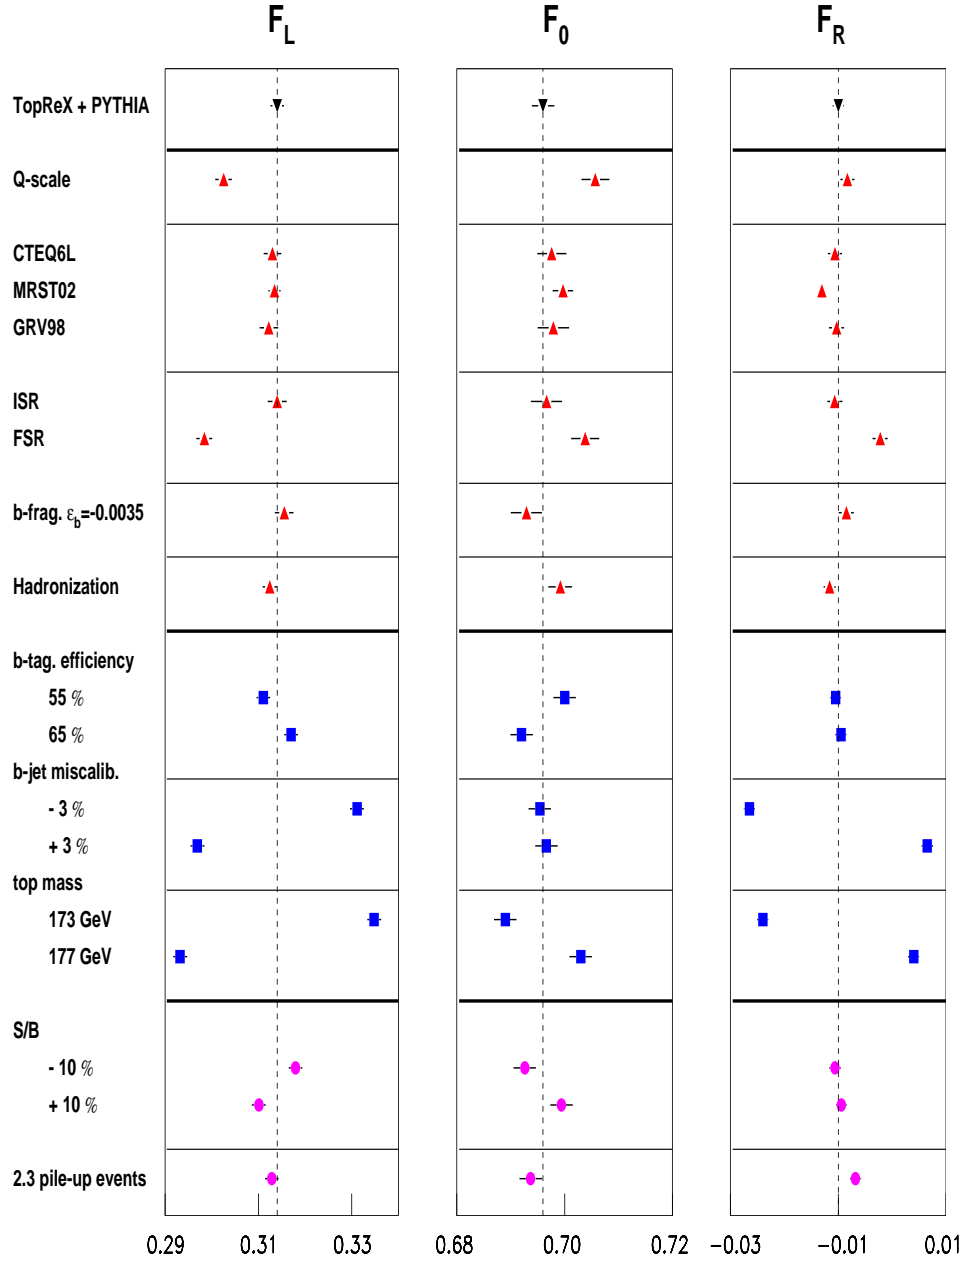 F_L F_0 F_R
TopReX + PYTHIA
Q-scale
CTEQ6L
MRST02
GRV98
ISR
FSR
b-frag. ε_b=-0.0035
Hadronization
b-tag. efficiency
55 %
65 %
b-jet miscalib.
- 3 %
+ 3 %
top mass
173 GeV
177 GeV
S/B
- 10 %
+ 10 %
2.3 pile-up events
0.29 0.31 0.33 0.68 0.70 0.72 −0.03 −0.01 0.01